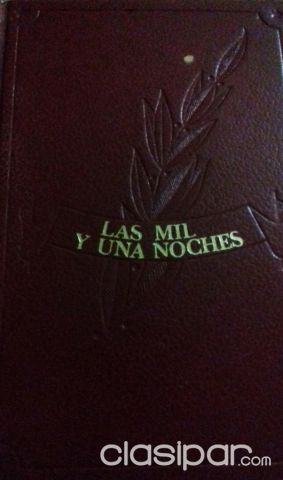 LAS MIL
Y UNA NOCHES
clasipar.com